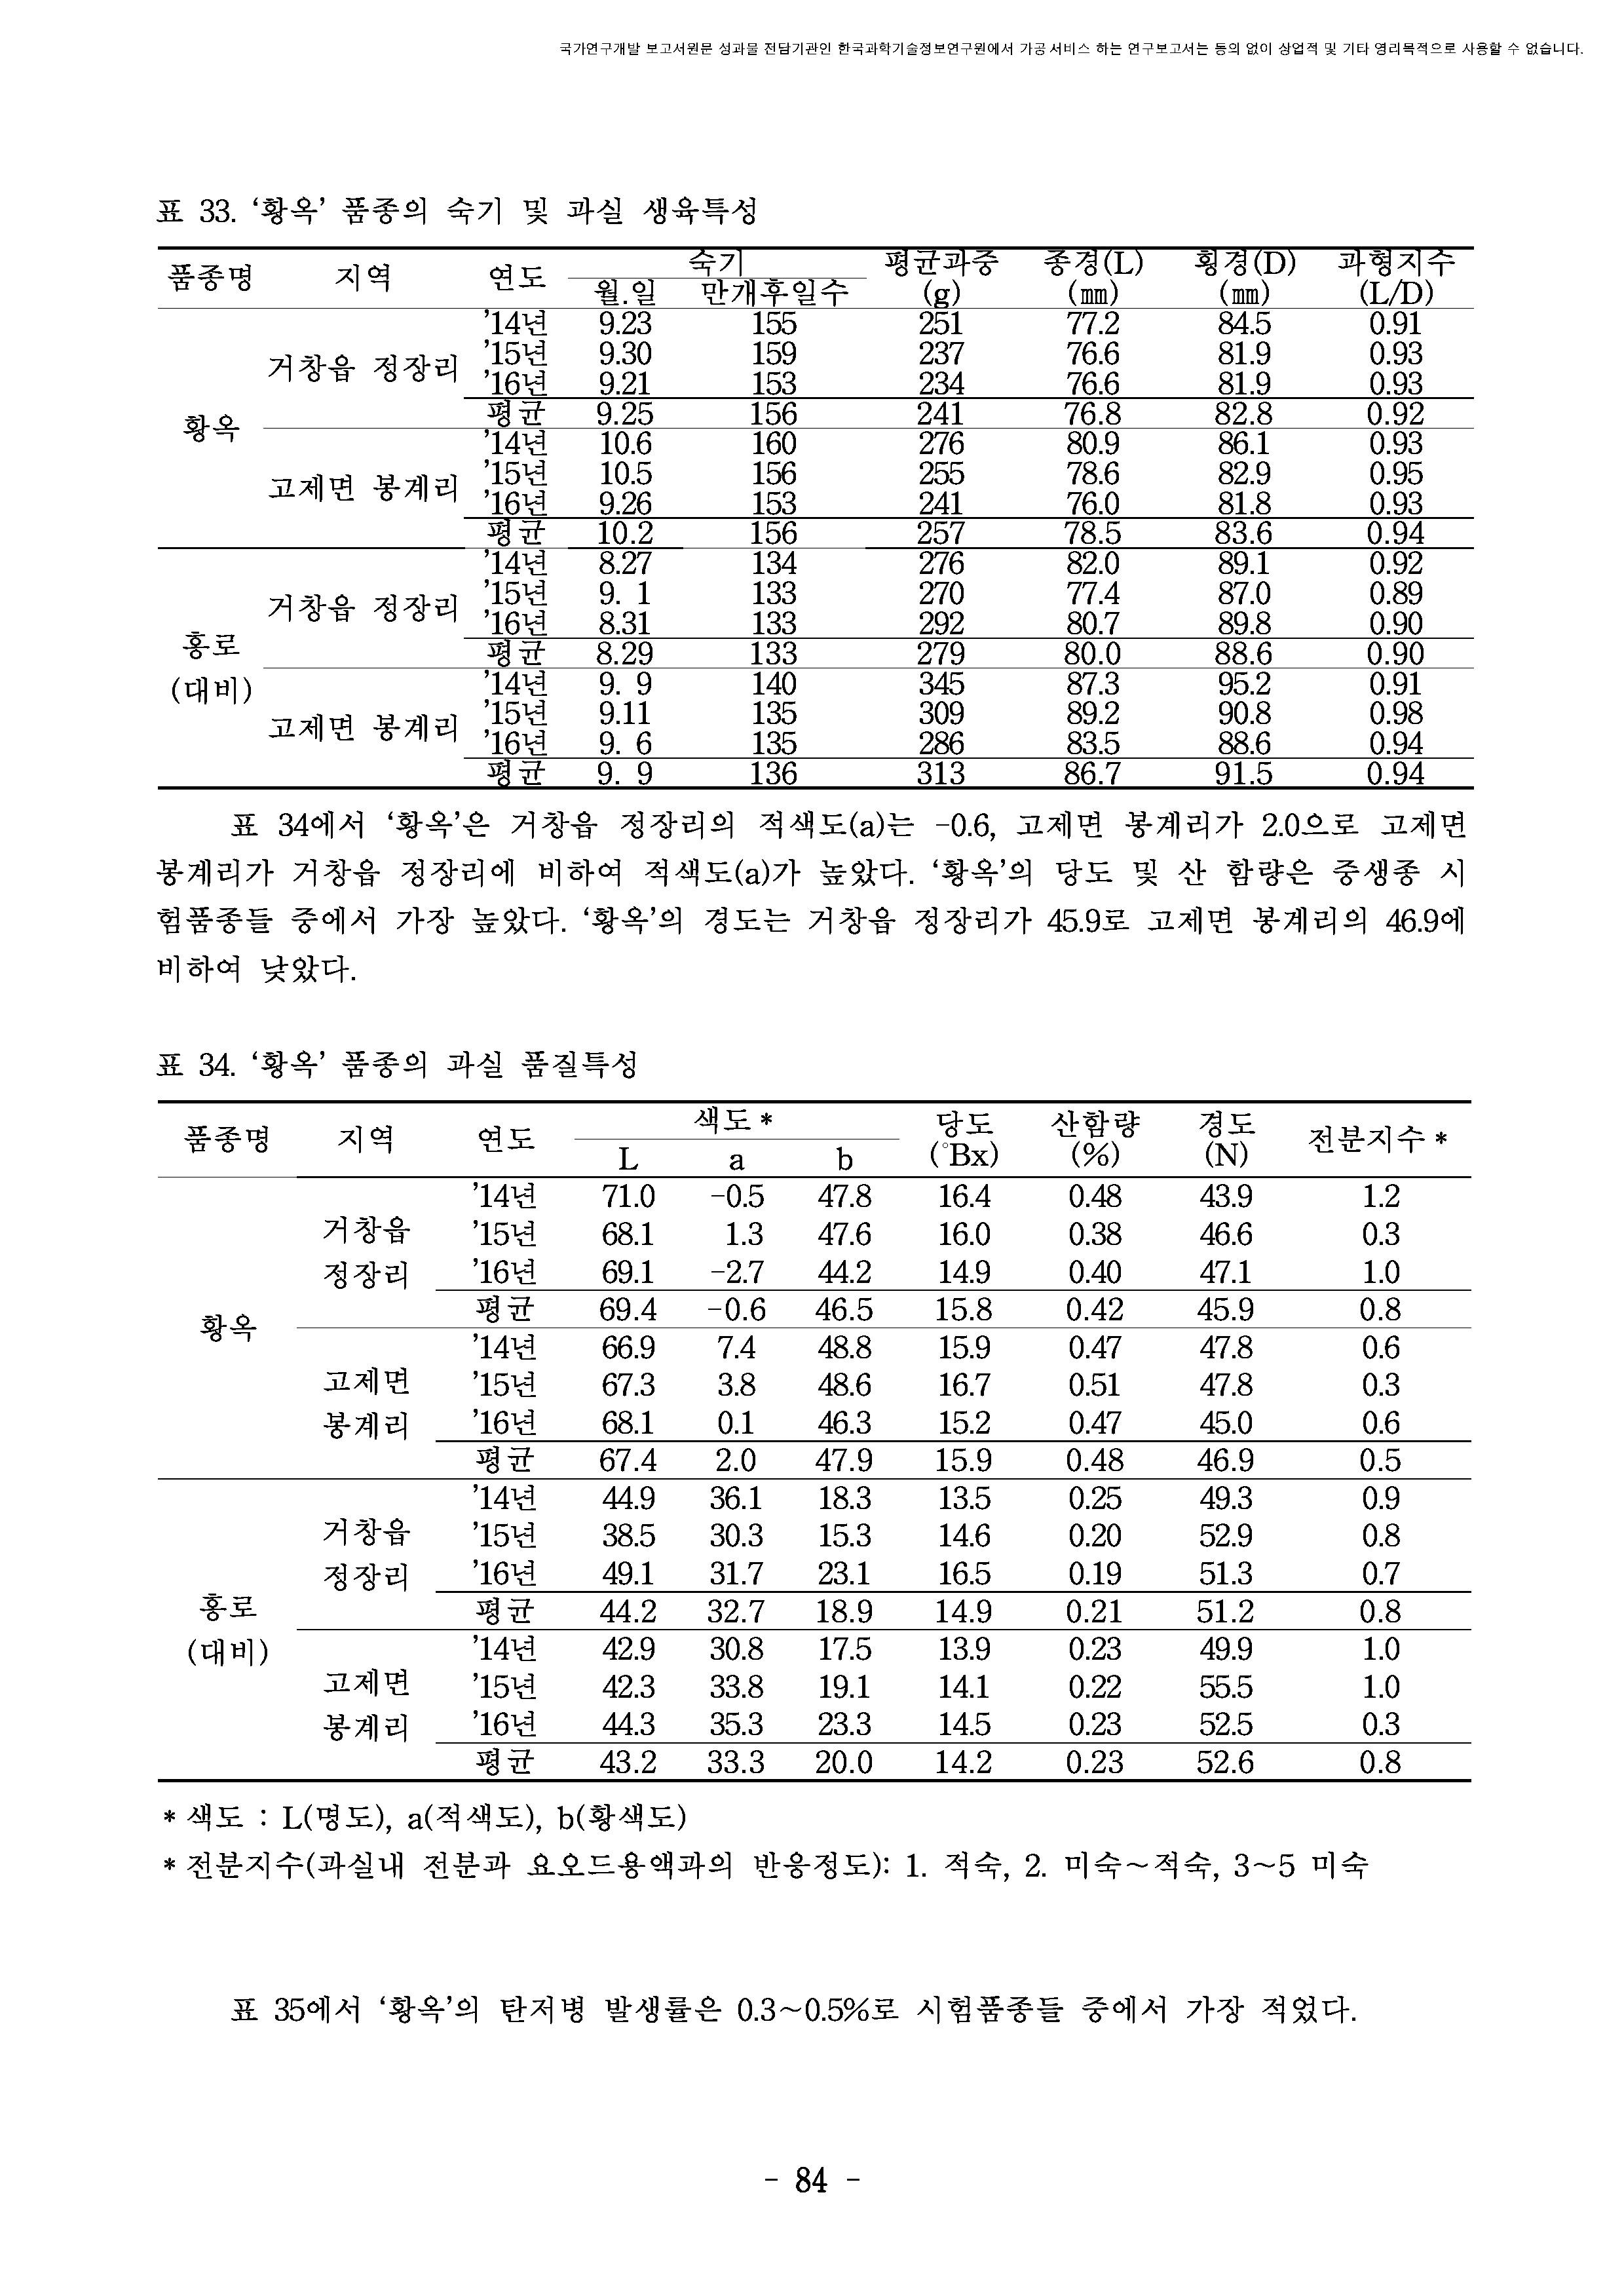 국가연구개발 보고서원문 성과물 전담기관인 한국과학기술정보연구원에서 가공·서비스 하는 연구보고서는 동의 없이 상업적 및 기타 영리목적으로 사용할 수 없습니다.
표 33. ‘황옥’ 품종의 숙기 및 과실 생육특성
품종명 지역 연도 숙기 평균과중 종경(L) 횡경(D) 과형지수
월.일 만개후일수 (g) (㎜) (㎜) (L/D)
’14년 9.23 155 251 77.2 84.5 0.91
’15년 9.30 159 237 76.6 81.9 0.93
거창읍 정장리
’16년 9.21 153 234 76.6 81.9 0.93
평균 9.25 156 241 76.8 82.8 0.92
황옥
’14년 10.6 160 276 80.9 86.1 0.93
’15년 10.5 156 255 78.6 82.9 0.95
고제면 봉계리
’16년 9.26 153 241 76.0 81.8 0.93
평균 10.2 156 257 78.5 83.6 0.94
’14년 8.27 134 276 82.0 89.1 0.92
’15년 9. 1 133 270 77.4 87.0 0.89
거창읍 정장리
’16년 8.31 133 292 80.7 89.8 0.90
홍로
평균 8.29 133 279 80.0 88.6 0.90
(대비)
’14년 9. 9 140 345 87.3 95.2 0.91
’15년 9.11 135 309 89.2 90.8 0.98
고제면 봉계리
’16년 9. 6 135 286 83.5 88.6 0.94
평균 9. 9 136 313 86.7 91.5 0.94
표 34에서 ‘황옥’은 거창읍 정장리의 적색도(a)는 -0.6, 고제면 봉계리가 2.0으로 고제면
봉계리가 거창읍 정장리에 비하여 적색도(a)가 높았다. ‘황옥’의 당도 및 산 함량은 중생종 시
험품종들 중에서 가장 높았다. ‘황옥’의 경도는 거창읍 정장리가 45.9로 고제면 봉계리의 46.9에
비하여 낮았다.
표 34. ‘황옥’ 품종의 과실 품질특성
품종명 지역 연도 색도 * 당도 산함량 경도 전분지수 *
L a b (°Bx) (%) (N)
’14년 71.0 -0.5 47.8 16.4 0.48 43.9 1.2
거창읍 ’15년 68.1 1.3 47.6 16.0 0.38 46.6 0.3
정장리 ’16년 69.1 -2.7 44.2 14.9 0.40 47.1 1.0
평균 69.4 -0.6 46.5 15.8 0.42 45.9 0.8
황옥
’14년 66.9 7.4 48.8 15.9 0.47 47.8 0.6
고제면 ’15년 67.3 3.8 48.6 16.7 0.51 47.8 0.3
봉계리 ’16년 68.1 0.1 46.3 15.2 0.47 45.0 0.6
평균 67.4 2.0 47.9 15.9 0.48 46.9 0.5
’14년 44.9 36.1 18.3 13.5 0.25 49.3 0.9
거창읍 ’15년 38.5 30.3 15.3 14.6 0.20 52.9 0.8
정장리 ’16년 49.1 31.7 23.1 16.5 0.19 51.3 0.7
홍로 평균 44.2 32.7 18.9 14.9 0.21 51.2 0.8
(대비) ’14년 42.9 30.8 17.5 13.9 0.23 49.9 1.0
고제면 ’15년 42.3 33.8 19.1 14.1 0.22 55.5 1.0
봉계리 ’16년 44.3 35.3 23.3 14.5 0.23 52.5 0.3
평균 43.2 33.3 20.0 14.2 0.23 52.6 0.8
* 색도 : L(명도), a(적색도), b(황색도)
* 전분지수(과실내 전분과 요오드용액과의 반응정도): 1. 적숙, 2. 미숙~적숙, 3~5 미숙
표 35에서 ‘황옥’의 탄저병 발생률은 0.3~0.5%로 시험품종들 중에서 가장 적었다.
- 84 -